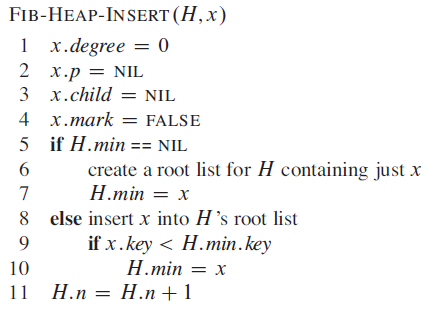 FIB-HEAP-INSERT(H, x)
1 x.degree = 0
2 x.p = NIL
3 x.child = NIL
4 x.mark = FALSE
5 if H.min == NIL
6 create a root list for H containing just x
7 H.min = x
8 else insert x into H's root list
9 if x.key < H.min.key
10 H.min = x
11 H.n = H.n + 1